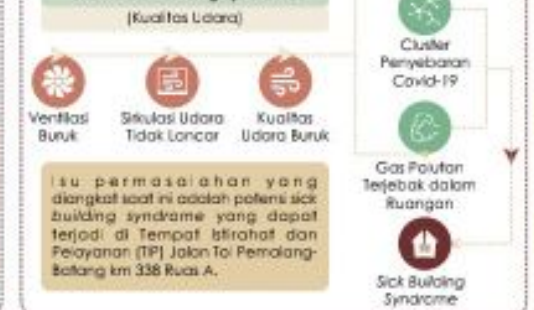 (Kualitas Udara)
Ventilasi
Buruk
Sirkulasi Udara
Tidak Lancar
Kualitas
Udara Buruk
Cluster
Penyebaran
Covid-19
Gas Polutan
Terjebak dalam
Ruangan
Sick Building
Syndrome
Isu permasalahan yang
diangkat saat ini adalah potensi sick
building syndrome yang dapat
terjadi di Tempat Istirahat dan
Pelayanan (TIP) Jalan Tol Pemalang-
Batang km 338 Ruas A.